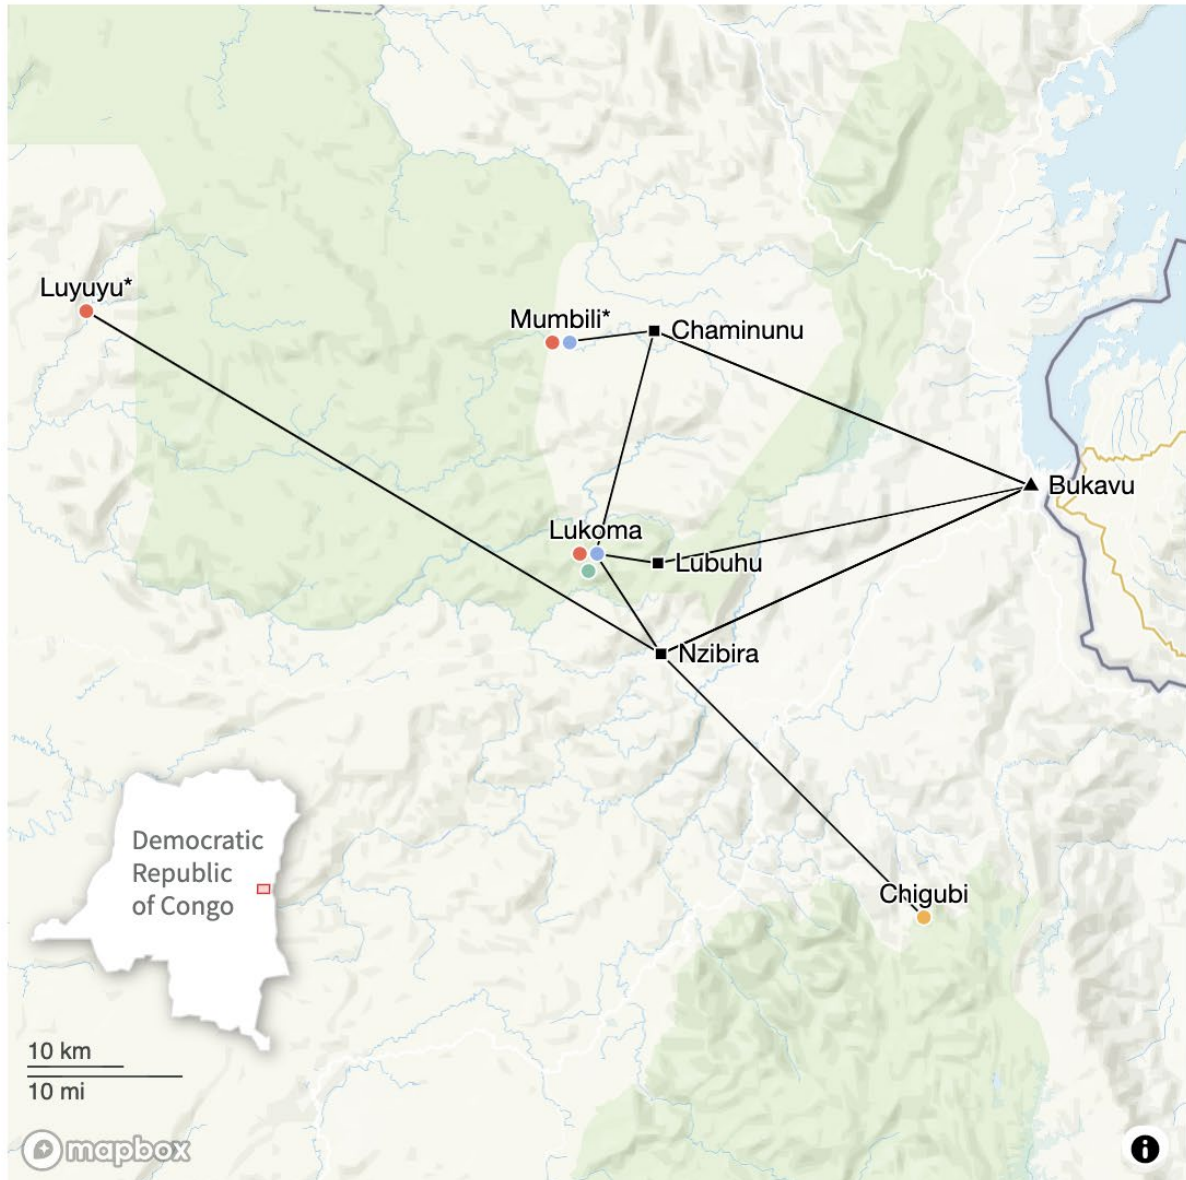 Luyuyu*
Mumbili*
Chaminunu
Bukavu
Lukoma
Lubuhu
Nzibira
Chigubi
Democratic
Republic
of Congo
10 km
10 mi
mapbox
i